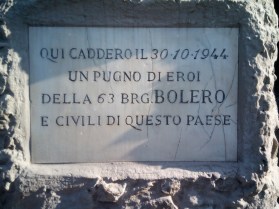 QUI CADDERO IL 30-10-1944
UN PUGNO DI EROI
DELLA 63 BRG. BOLERO
E CIVILI DI QUESTO PAESE